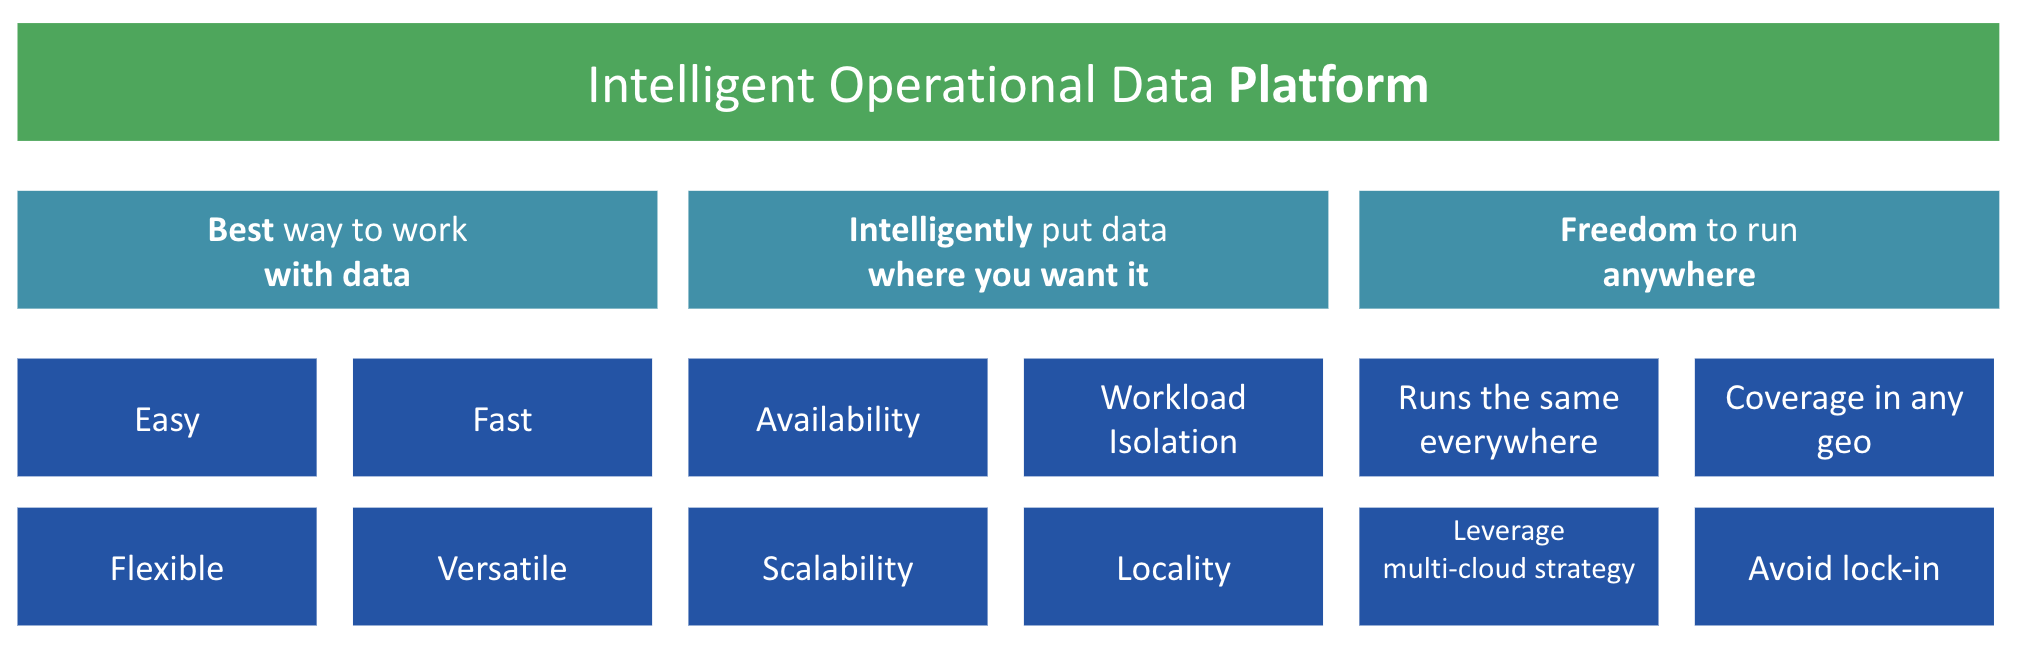 Intelligent Operational Data Platform
Best way to work
with data
Intelligently put data
where you want it
Freedom to run
anywhere
Easy
Fast
Availability
Workload
Isolation
Runs the same
everywhere
Coverage in any
geo
Flexible
Versatile
Scalability
Locality
Leverage
multi-cloud strategy
Avoid lock-in